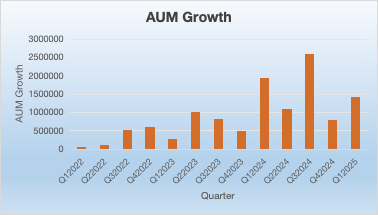 AUM Growth
3000000
2500000
2000000
1500000
1000000
500000
0
AUM Growth
Q12022
Q22022
Q32022
Q42022
Q12023
Q22023
Q32023
Q42023
Q12024
Q22024
Q32024
Q42024
Q12025
Quarter